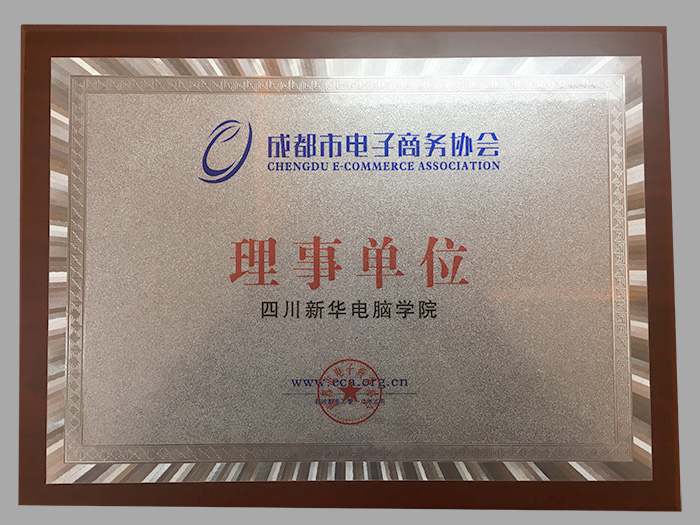 成都市电子商务协会
CHENGDU E-COMMERCE ASSOCIATION
理事单位
四川新华电脑学院
www.eca.org.cn